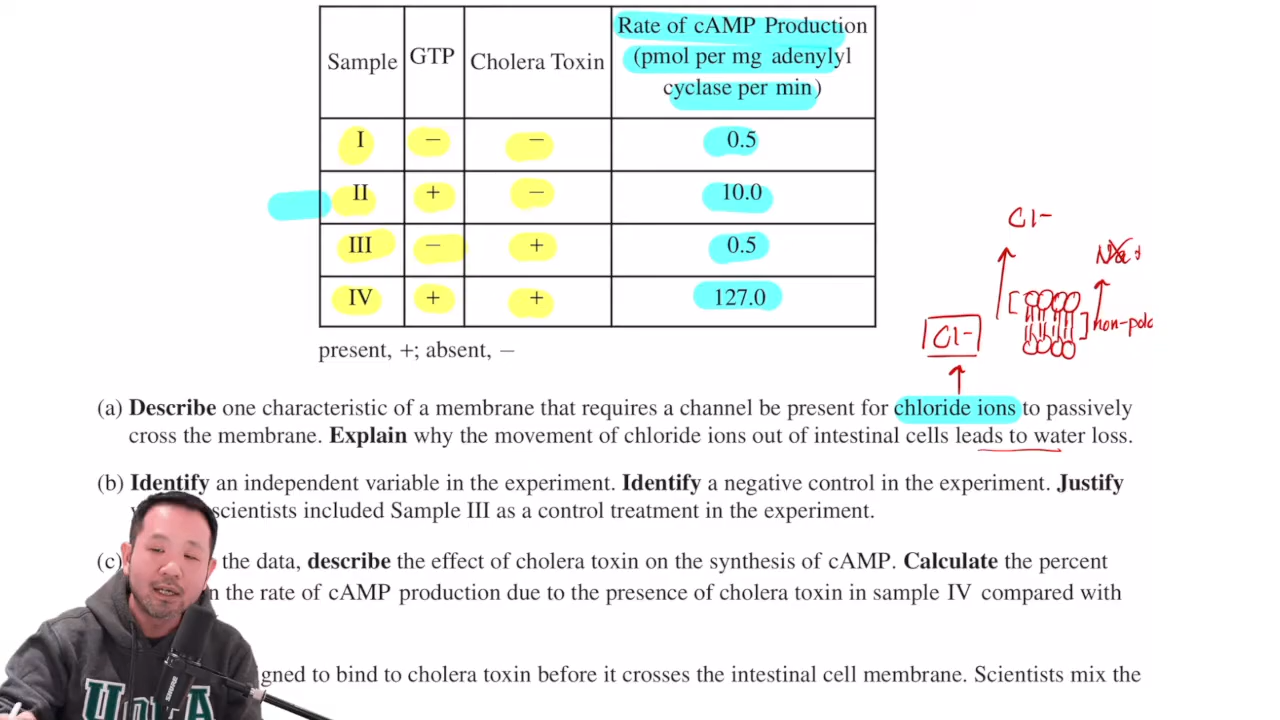 Sample GTP Cholera Toxin Rate of cAMP Production
(pmol per mg adenylyl
cyclase per min)
I − − 0.5
II + − 10.0
III − + 0.5
IV + + 127.0
present, +; absent, −
Cl-
Na+
Cl-
non-pola
(a) Describe one characteristic of a membrane that requires a channel be present for chloride ions to passively
cross the membrane. Explain why the movement of chloride ions out of intestinal cells leads to water loss.
(b) Identify an independent variable in the experiment. Identify a negative control in the experiment. Justify
scientists included Sample III as a control treatment in the experiment.
(c) the data, describe the effect of cholera toxin on the synthesis of cAMP. Calculate the percent
the rate of cAMP production due to the presence of cholera toxin in sample IV compared with
gned to bind to cholera toxin before it crosses the intestinal cell membrane. Scientists mix the